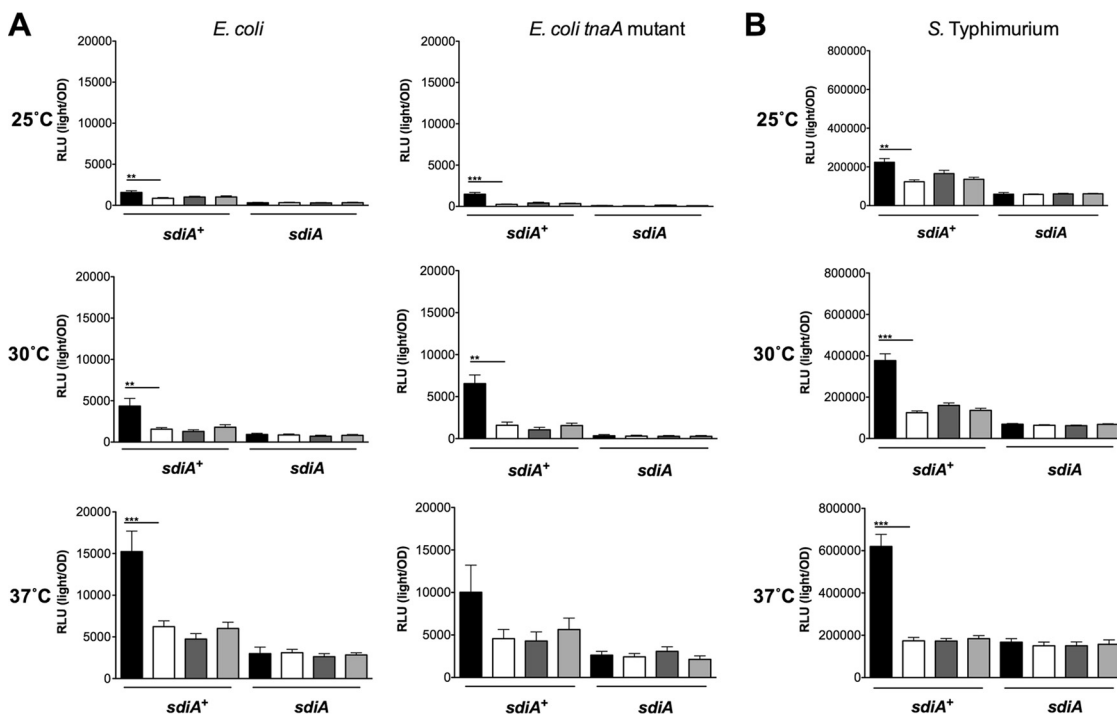 A
E. coli
E. coli tnaA mutant
B
S. Typhimurium
25˚C
RLU (light/OD)
20000
15000
10000
5000
0
**
sdiA+
sdiA
RLU (light/OD)
20000
15000
10000
5000
0
***
sdiA+
sdiA
25˚C
RLU (light/OD)
800000
600000
400000
200000
0
**
sdiA+
sdiA
30˚C
RLU (light/OD)
20000
15000
10000
5000
0
**
sdiA+
sdiA
RLU (light/OD)
20000
15000
10000
5000
0
**
sdiA+
sdiA
30˚C
RLU (light/OD)
800000
600000
400000
200000
0
***
sdiA+
sdiA
37˚C
RLU (light/OD)
20000
15000
10000
5000
0
***
sdiA+
sdiA
RLU (light/OD)
20000
15000
10000
5000
0
sdiA+
sdiA
37˚C
RLU (light/OD)
800000
600000
400000
200000
0
***
sdiA+
sdiA